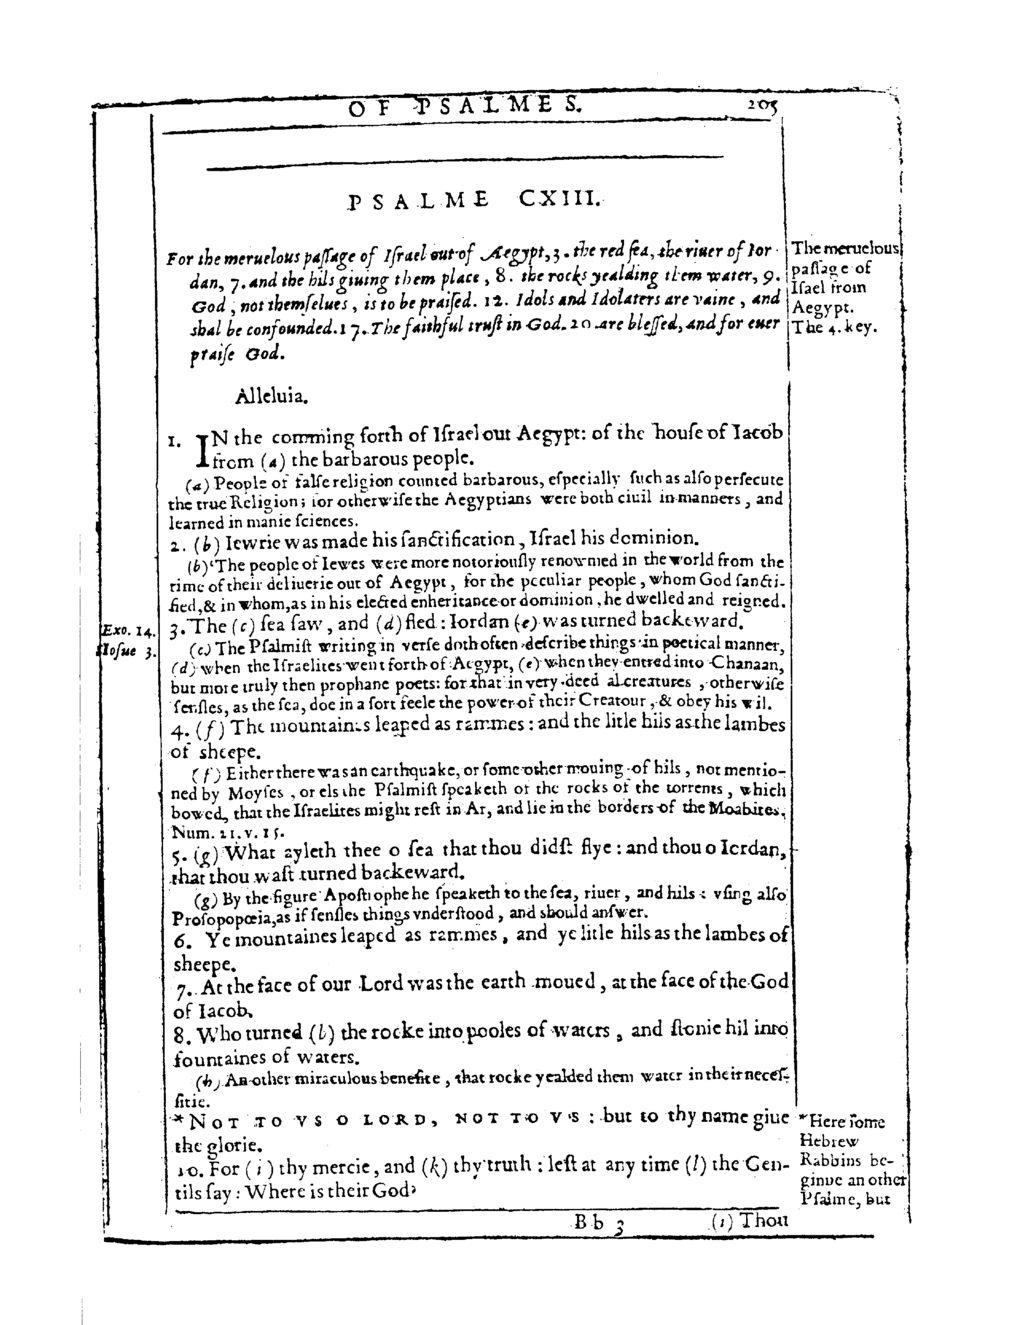 OF PSALMES. 205
PSALME CXIII.
For the meruelous paſſage of Iſrael out of Aegypt, 3. the red ſea, the riuer of Ior-
dan, 7. and the hils giuing them place, 8. the rocks yealding them water, 9.
God, not themſelues, is to be praiſed. 12. Idols and Idolaters are vaine, and
shal be confounded. 17. The faithful truſt in God. 20. are bleſſed, and for euer
praiſe God.
The meruelous
paſſage of
Iſael from
Aegypt.
The 4. key.
Alleluia.
1. IN the comming forth of Iſrael out Aegypt: of the houſe of Iacob
from (a) the barbarous people.
(a) People of falſe religion counted barbarous, eſpecially ſuch as alſo perſecute
the true Religion; for otherwiſe the Aegyptians were both ciuil in manners, and
learned in manie ſciences.
2. (b) Iewrie was made his ſanctification, Iſrael his dominion.
(b) The people of Iewes were more notoriouſly renowmed in the world from the
time of their deliuerie out of Aegypt, for the peculiar people, whom God ſancti-
fied, & in whom, as in his elected enheritance or dominion, he dwelled and reigned.
Exo. 14.
Ioſue 3.
3. The (c) ſea ſaw, and (d) fled: Iordan (e) was turned backeward.
(c) The Pſalmiſt writing in verſe doth often deſcribe things in poetical manner,
(d) when the Iſraelites went forth of Aegypt, (e) when they entred into Chanaan,
but more truly then prophane poets: for that in very deed al creatures, otherwiſe
ſenſles, as the ſea, doe in a ſort feele the power of their Creatour, & obey his wil.
4. (f) The mountaines leaped as rammes: and the litle hils as the lambes
of sheepe.
(f) Either there was an earthquake, or ſome other mouing of hils, not mentio-
ned by Moyſes, or els the Pſalmiſt ſpeaketh of the rocks of the torrents, which
bowed, that the Iſraelites might reſt in Ar, and lie in the borders of the Moabites.
Num. 21. v. 15.
5. (g) What ayleth thee o ſea that thou didſt flye: and thou o Iordan,
that thou waſt turned backeward.
(g) By the figure Apoſtrophe he ſpeaketh to the ſea, riuer, and hils: vſing alſo
Proſopopœia, as if ſenſles things vnderſtood, and should anſwer.
6. Ye mountaines leaped as rammes, and ye litle hils as the lambes of
sheepe.
7. At the face of our Lord was the earth moued, at the face of the God
of Iacob,
8. Who turned (h) the rocke into pooles of waters, and ſtonie hil into
fountaines of waters.
(h) An other miraculous benefite, that rocke yealded them water in their neceſ-
ſitie.
* NOT TO VS O LORD, NOT TO VS: but to thy name giue
the glorie.
10. For (i) thy mercie, and (k) thy truth: leſt at any time (l) the Gen-
tils ſay: Where is their God?
* Here ſome
Hebrew
Rabbins be-
ginne an other
Pſalme, but
Bb 3 (i) Thou